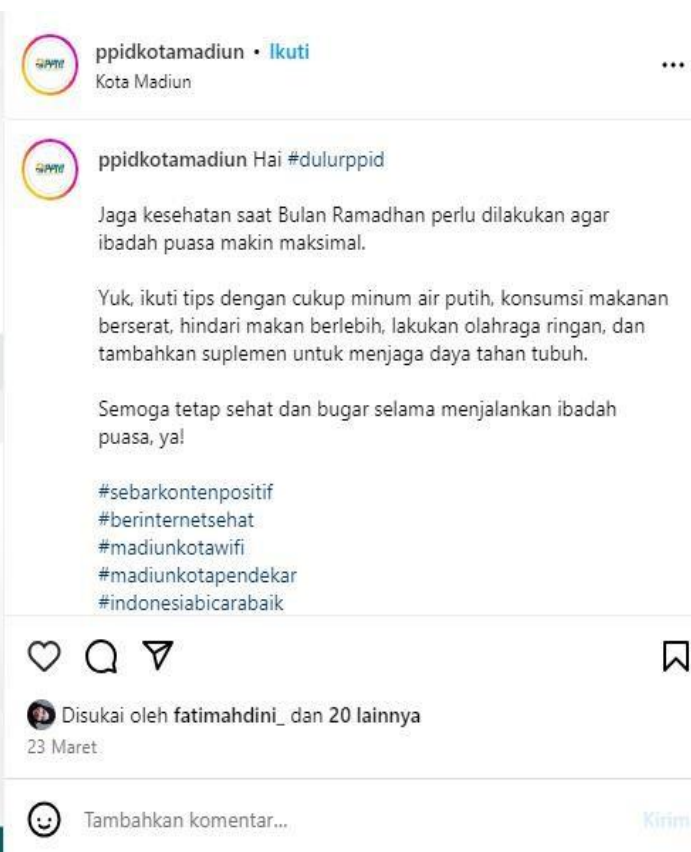 ppidkotamadiun • Ikuti
Kota Madiun
ppidkotamadiun Hai #dulurppid
Jaga kesehatan saat Bulan Ramadhan perlu dilakukan agar
ibadah puasa makin maksimal.
Yuk, ikuti tips dengan cukup minum air putih, konsumsi makanan
berserat, hindari makan berlebih, lakukan olahraga ringan, dan
tambahkan suplemen untuk menjaga daya tahan tubuh.
Semoga tetap sehat dan bugar selama menjalankan ibadah
puasa, ya!
#sebarkontenpositif
#berinternetsehat
#madiunkotawifi
#madiunkotapendekar
#indonesiabicarabaik
Disukai oleh fatimahdini_ dan 20 lainnya
23 Maret
Tambahkan komentar...
Kirim